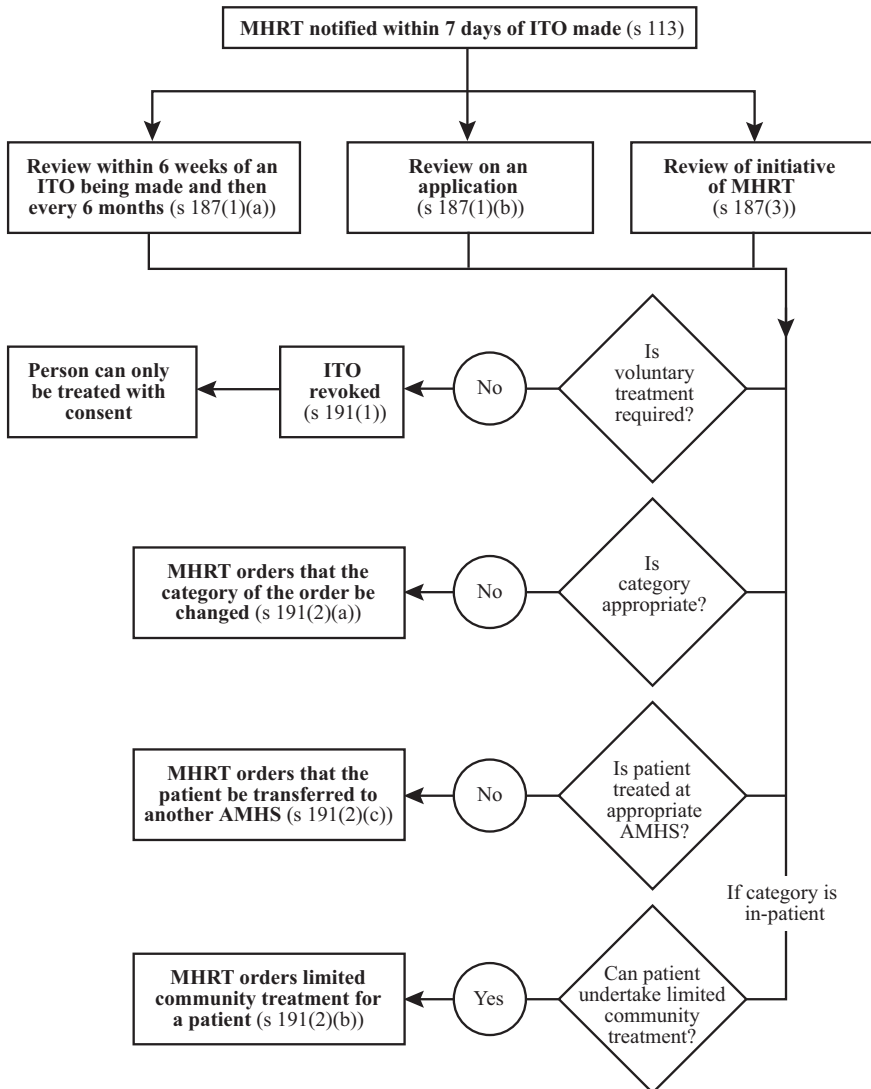 MHRT notified within 7 days of ITO made (s 113)
Review within 6 weeks of an
ITO being made and then
every 6 months (s 187(1)(a))
Review on an
application
(s 187(1)(b))
Review of initiative
of MHRT
(s 187(3))
Person can only
be treated with
consent
ITO
revoked
(s 191(1))
No
Is
voluntary
treatment
required?
MHRT orders that the
category of the order be
changed (s 191(2)(a))
No
Is
category
appropriate?
MHRT orders that the
patient be transferred to
another AMHS (s 191(2)(c))
No
Is patient
treated at
appropriate
AMHS?
If category is
in-patient
MHRT orders limited
community treatment for
a patient (s 191(2)(b))
Yes
Can patient
undertake limited
community
treatment?